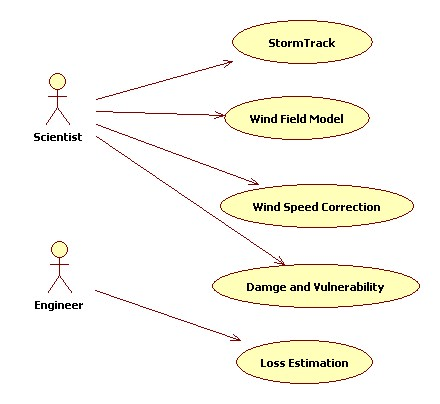 StormTrack
Scientist
Wind Field Model
Wind Speed Correction
Damge and Vulnerability
Engineer
Loss Estimation